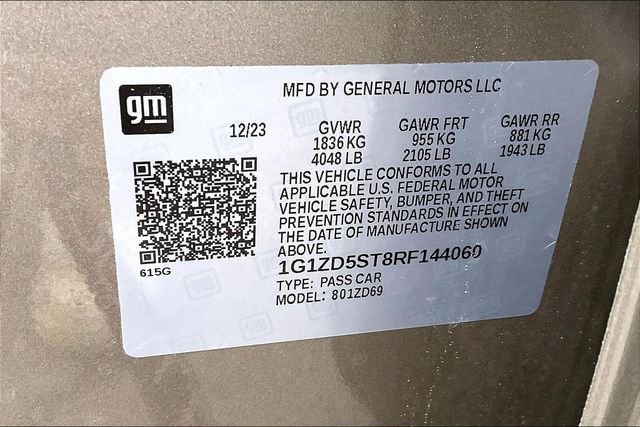 gm
MFD BY GENERAL MOTORS LLC
12/23
GVWR
1836 KG
4048 LB
GAWR FRT
955 KG
2105 LB
GAWR RR
881 KG
1943 LB
THIS VEHICLE CONFORMS TO ALL
APPLICABLE U.S. FEDERAL MOTOR
VEHICLE SAFETY, BUMPER, AND THEFT
PREVENTION STANDARDS IN EFFECT ON
THE DATE OF MANUFACTURE SHOWN
ABOVE.
615G
1G1ZD5ST8RF144060
TYPE: PASS CAR
MODEL: 801ZD69